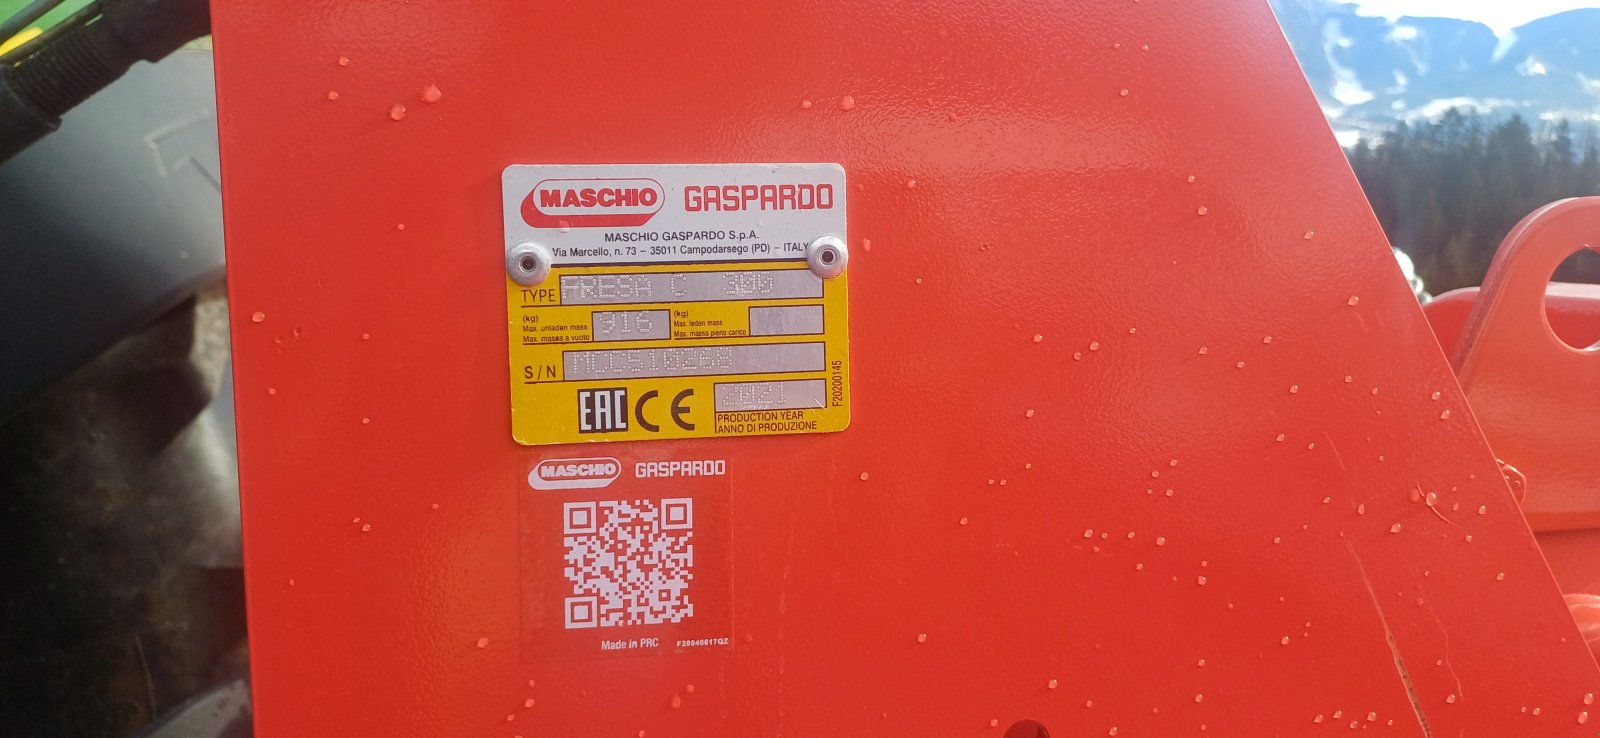 MASCHIO GASPARDO
MASCHIO GASPARDO S.p.A.
Via Marcello, n. 73 – 35011 Campodarsego (PD) – ITALY
TYPE FRESA C 300
(kg)
Max. unladen mass
Max. massa a vuoto
916
(kg)
Max. laden mass
Max. massa pieno carico
S/N MCC510268
EAC CE
2021
PRODUCTION YEAR
ANNO DI PRODUZIONE
F20200145
MASCHIO GASPARDO
Made in PRC F20040617QZ